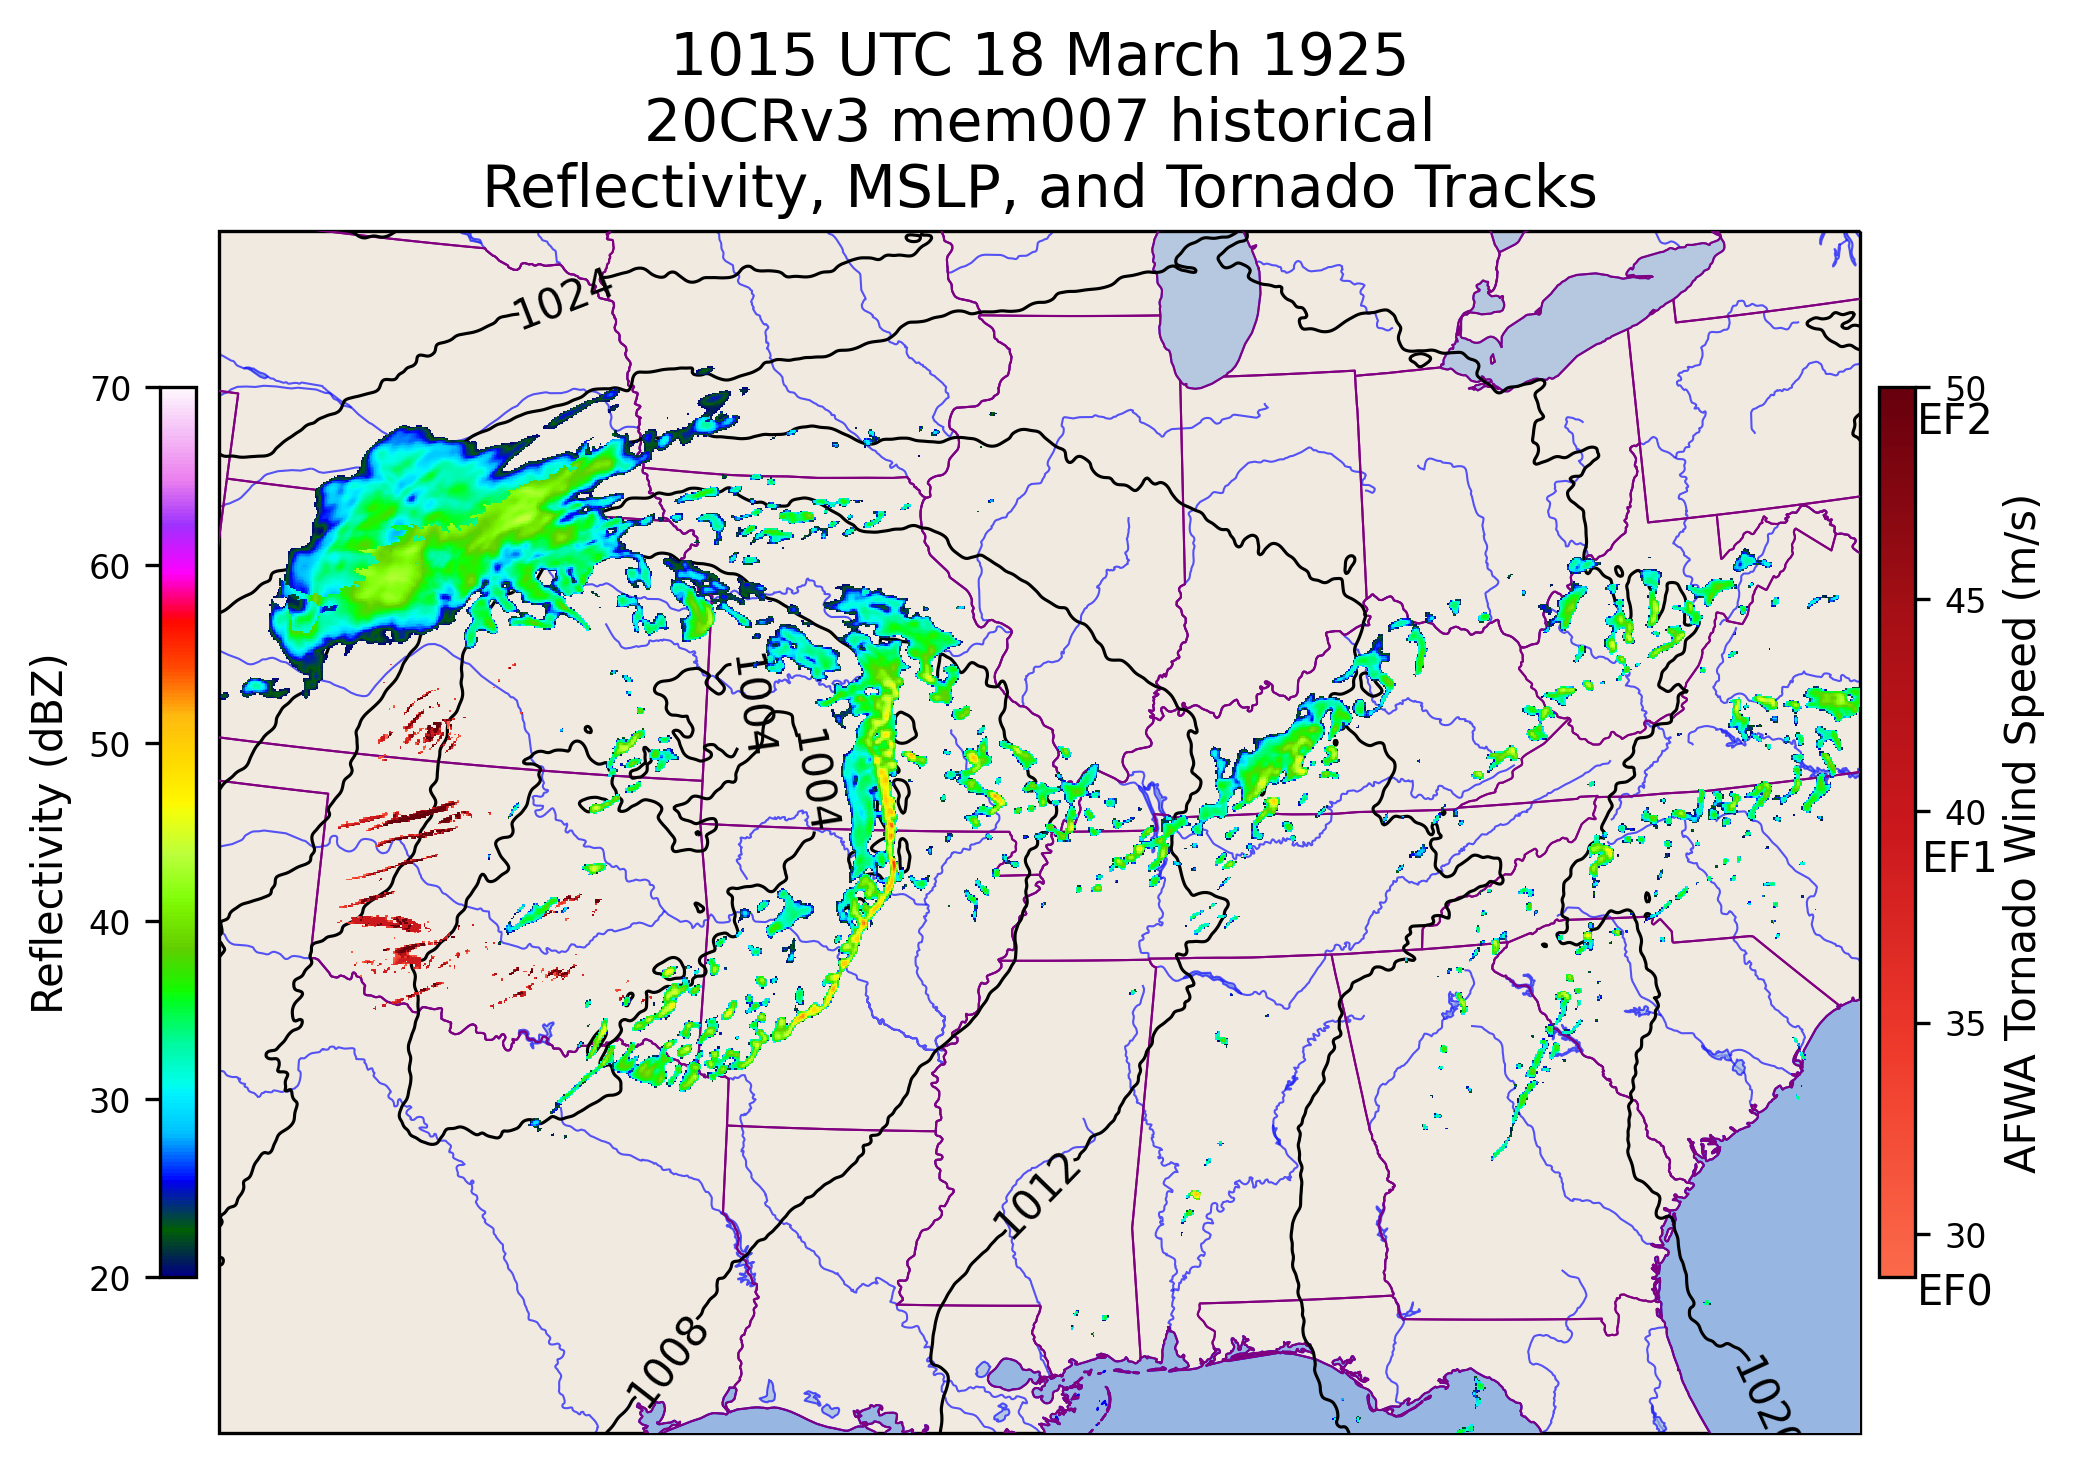 1015 UTC 18 March 1925
20CRv3 mem007 historical
Reflectivity, MSLP, and Tornado Tracks
70
60
50
40
30
20
Reflectivity (dBZ)
1024
1004
1004
1008
1012
1020
50
EF2
45
40
EF1
35
30
EF0
AFWA Tornado Wind Speed (m/s)